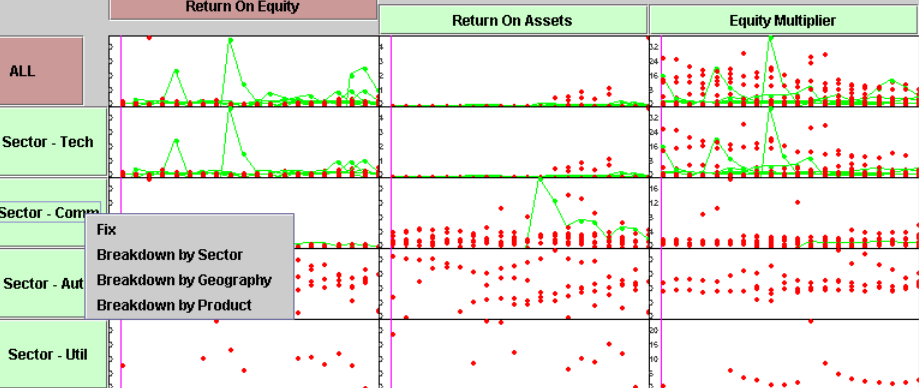 Return On Equity
Return On Assets
Equity Multiplier
ALL
Sector - Tech
Sector - Comm
Fix
Breakdown by Sector
Breakdown by Geography
Breakdown by Product
Sector - Aut
Sector - Util